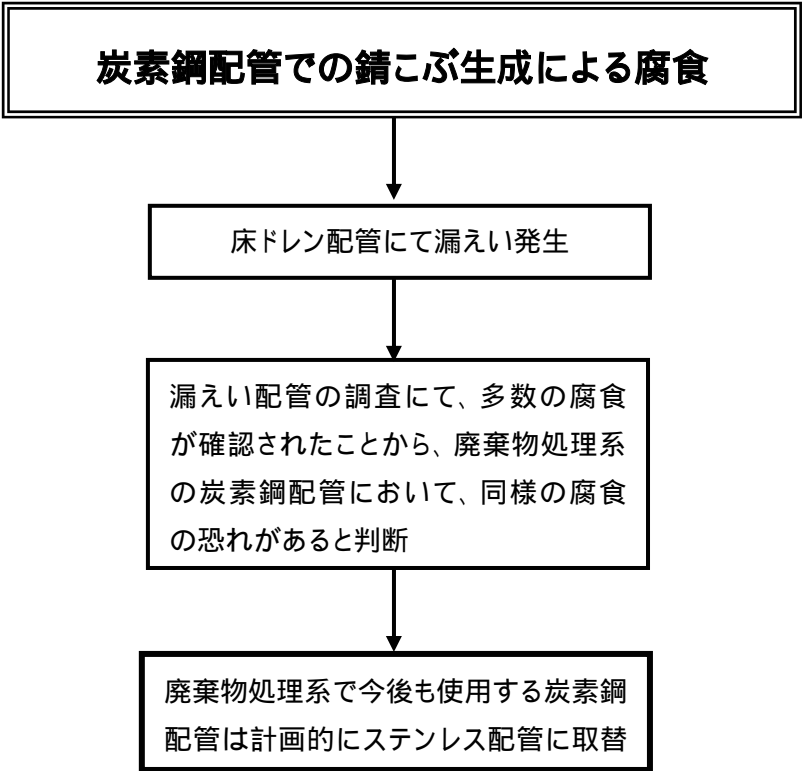 炭素鋼配管での錆こぶ生成による腐食
床ドレン配管にて漏えい発生
漏えい配管の調査にて、多数の腐食
が確認されたことから、廃棄物処理系
の炭素鋼配管において、同様の腐食
の恐れがあると判断
廃棄物処理系で今後も使用する炭素鋼
配管は計画的にステンレス配管に取替